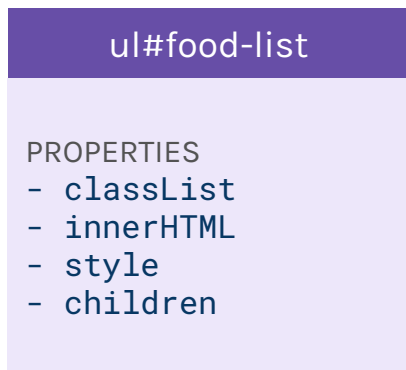 ul#food-list
PROPERTIES
- classList
- innerHTML
- style
- children